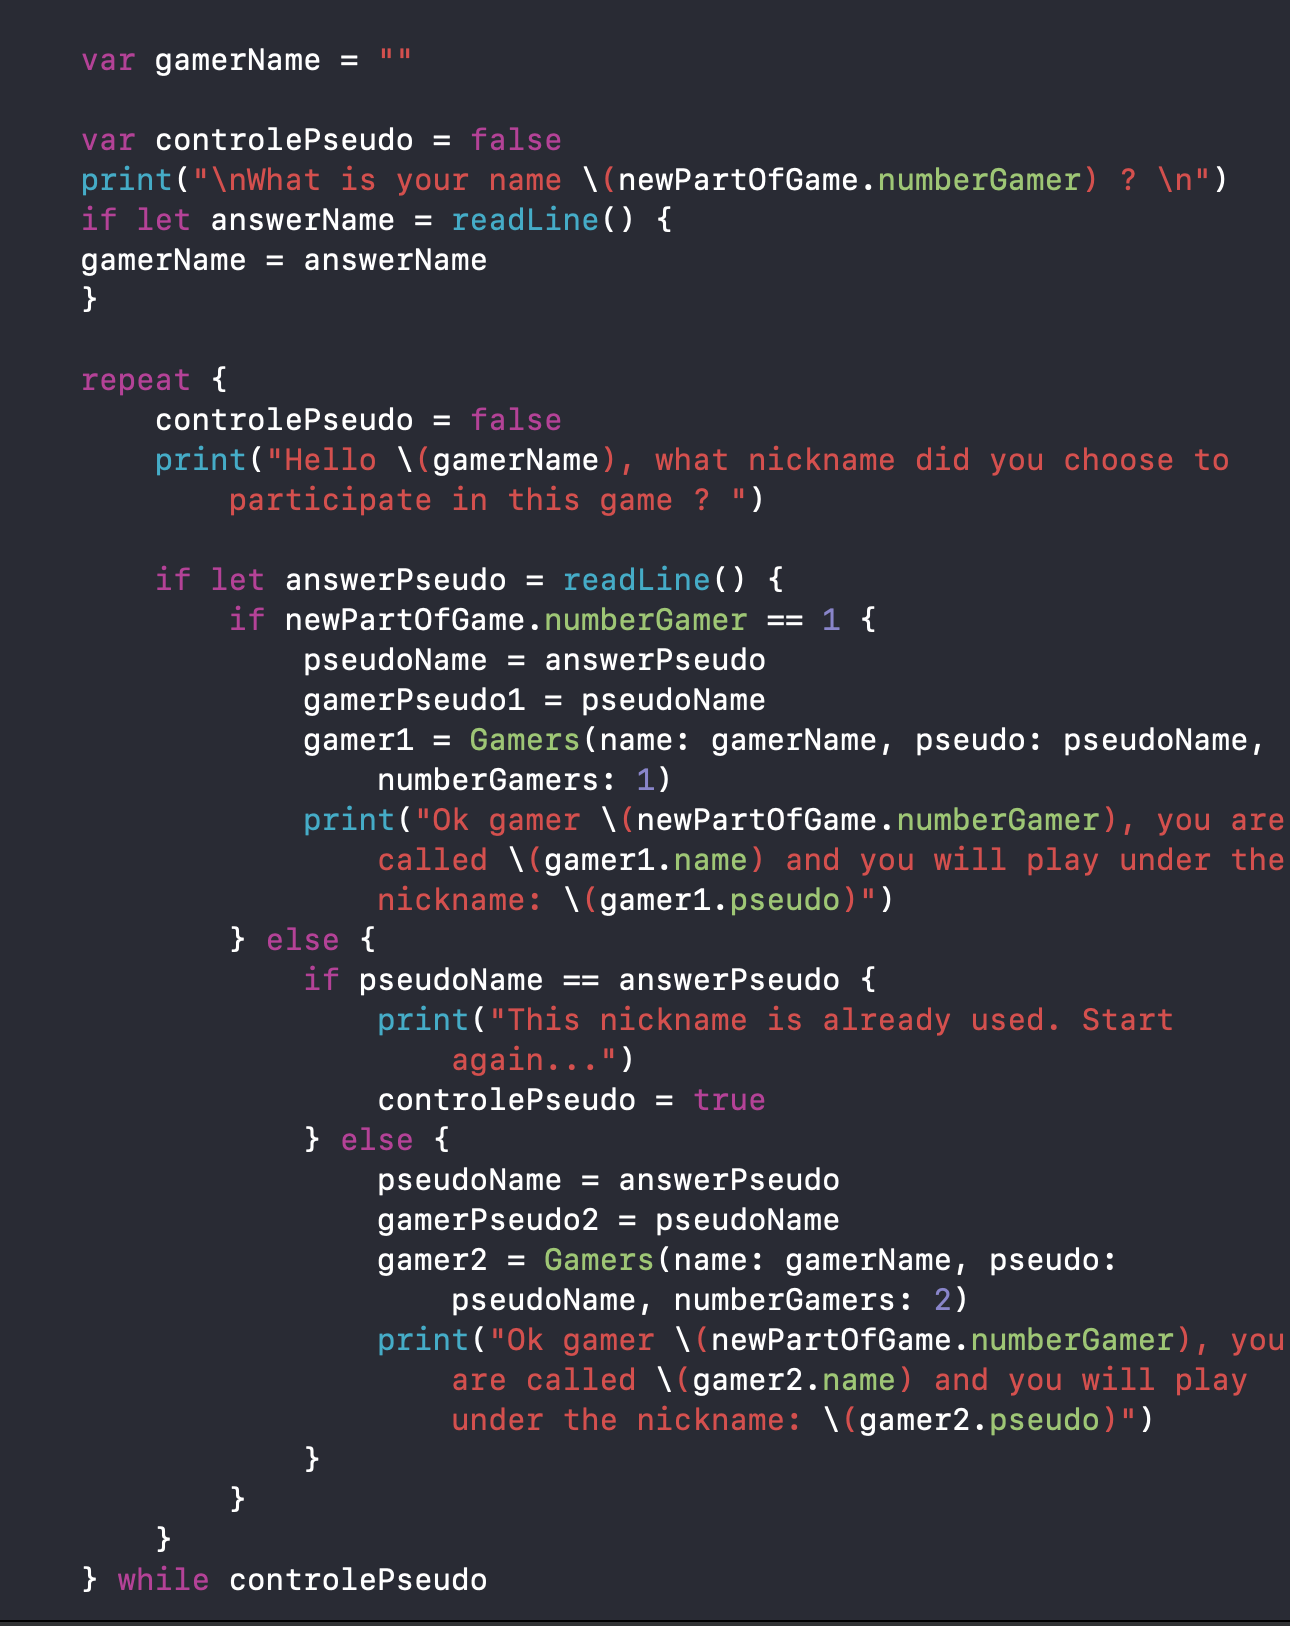 var gamerName = ""
var controlePseudo = false
print("\nWhat is your name \(newPartOfGame.numberGamer) ? \n")
if let answerName = readLine() {
gamerName = answerName
}
repeat {
controlePseudo = false
print("Hello \(gamerName), what nickname did you choose to
participate in this game ? ")
if let answerPseudo = readLine() {
if newPartOfGame.numberGamer == 1 {
pseudoName = answerPseudo
gamerPseudo1 = pseudoName
gamer1 = Gamers(name: gamerName, pseudo: pseudoName,
numberGamers: 1)
print("Ok gamer \(newPartOfGame.numberGamer), you are
called \(gamer1.name) and you will play under the
nickname: \(gamer1.pseudo)")
} else {
if pseudoName == answerPseudo {
print("This nickname is already used. Start
again...")
controlePseudo = true
} else {
pseudoName = answerPseudo
gamerPseudo2 = pseudoName
gamer2 = Gamers(name: gamerName, pseudo:
pseudoName, numberGamers: 2)
print("Ok gamer \(newPartOfGame.numberGamer), you
are called \(gamer2.name) and you will play
under the nickname: \(gamer2.pseudo)")
}
}
}
} while controlePseudo